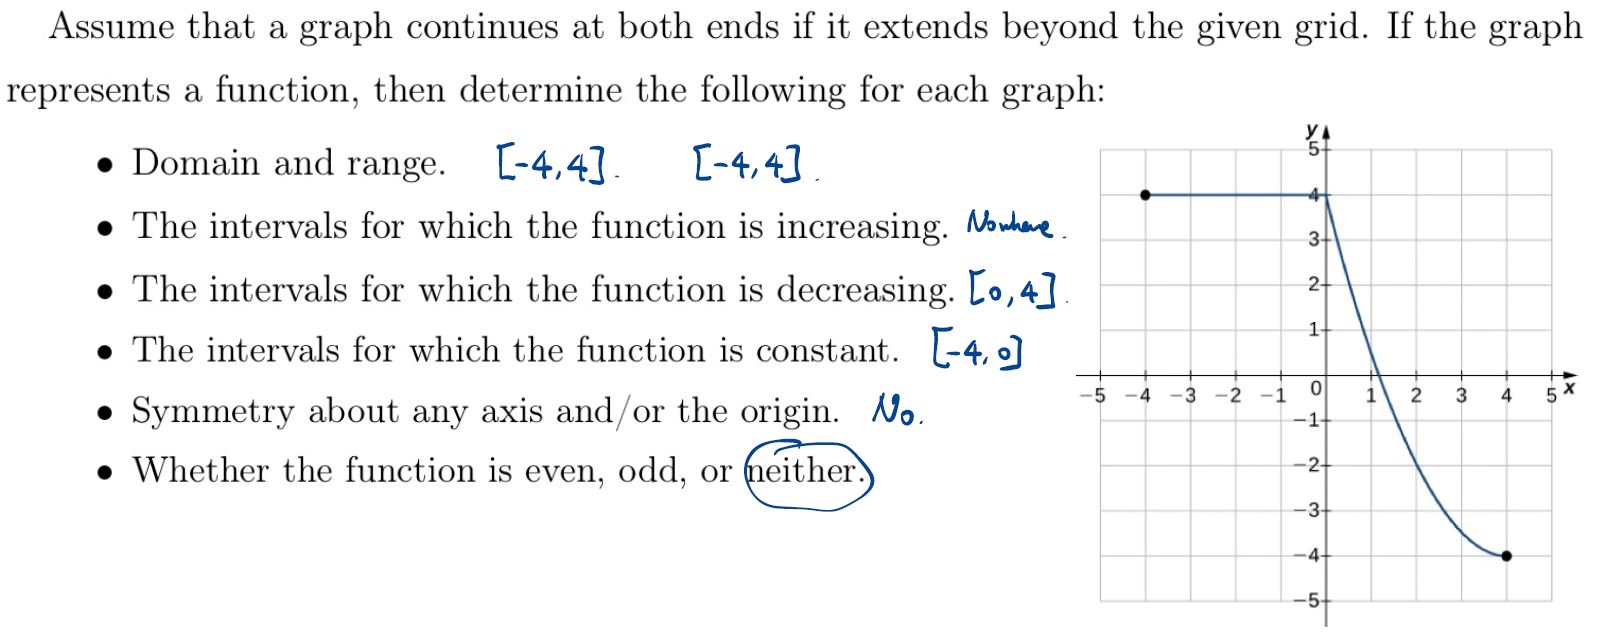 Assume that a graph continues at both ends if it extends beyond the given grid. If the graph
represents a function, then determine the following for each graph:
• Domain and range. [-4,4]. [-4,4].
• The intervals for which the function is increasing. Nowhere.
• The intervals for which the function is decreasing. [0,4].
• The intervals for which the function is constant. [-4,0]
• Symmetry about any axis and/or the origin. No.
• Whether the function is even, odd, or neither.
y
5
4
3
2
1
−5 −4 −3 −2 −1 0 1 2 3 4 5 x
−1
−2
−3
−4
−5